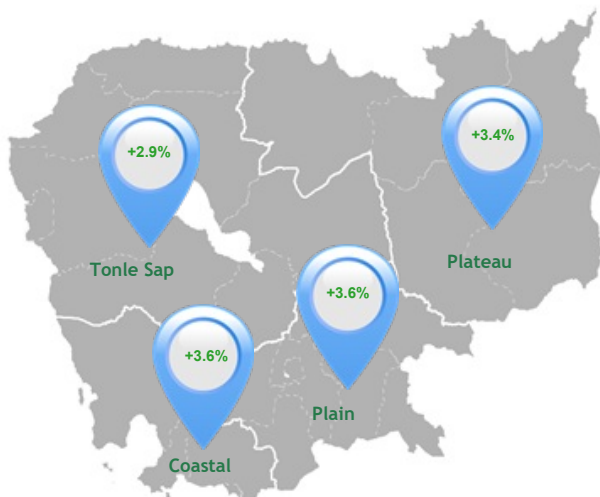 +2.9%
Tonle Sap
+3.4%
Plateau
+3.6%
Plain
+3.6%
Coastal